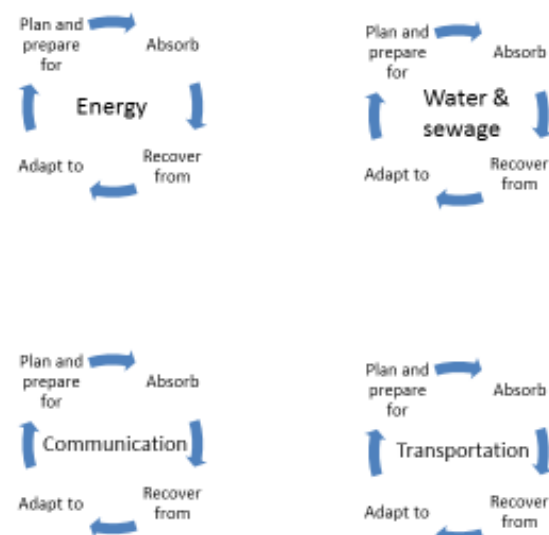 Plan and
prepare
for
Absorb
Energy
Adapt to
Recover
from
Plan and
prepare
for
Absorb
Water &
sewage
Adapt to
Recover
from
Plan and
prepare
for
Absorb
Communication
Adapt to
Recover
from
Plan and
prepare
for
Absorb
Transportation
Adapt to
Recover
from